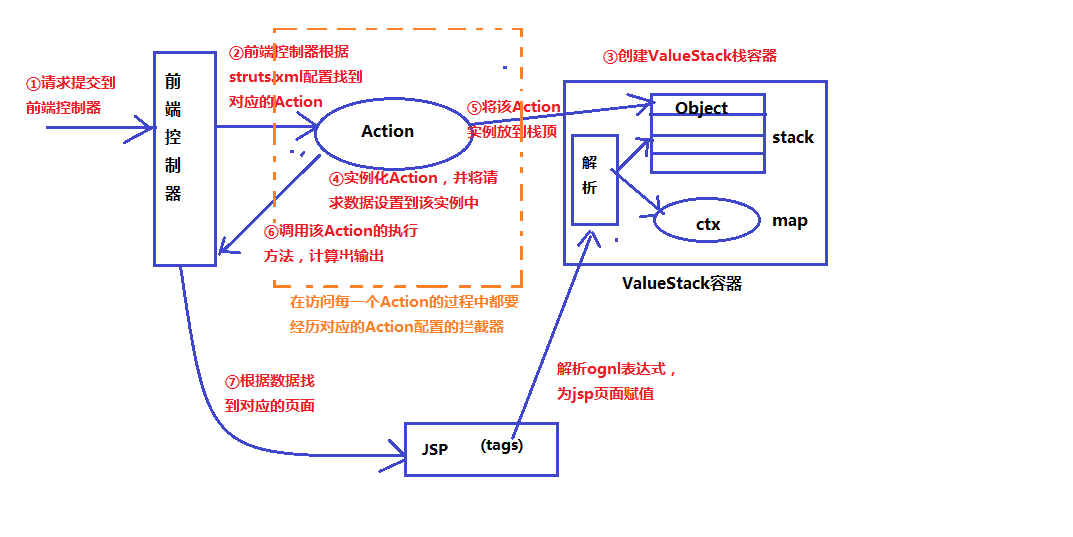 ①请求提交到
前端控制器
前
端
控
制
器
②前端控制器根据
struts.xml配置找到
对应的Action
Action
③创建ValueStack栈容器
⑤将该Action
实例放到栈顶
Object
stack
解
析
ctx
map
ValueStack容器
④实例化Action，并将请
求数据设置到该实例中
⑥调用该Action的执行
方法，计算出输出
在访问每一个Action的过程中都要
经历对应的Action配置的拦截器
⑦根据数据找
到对应的页面
解析ognl表达式，
为jsp页面赋值
JSP (tags)